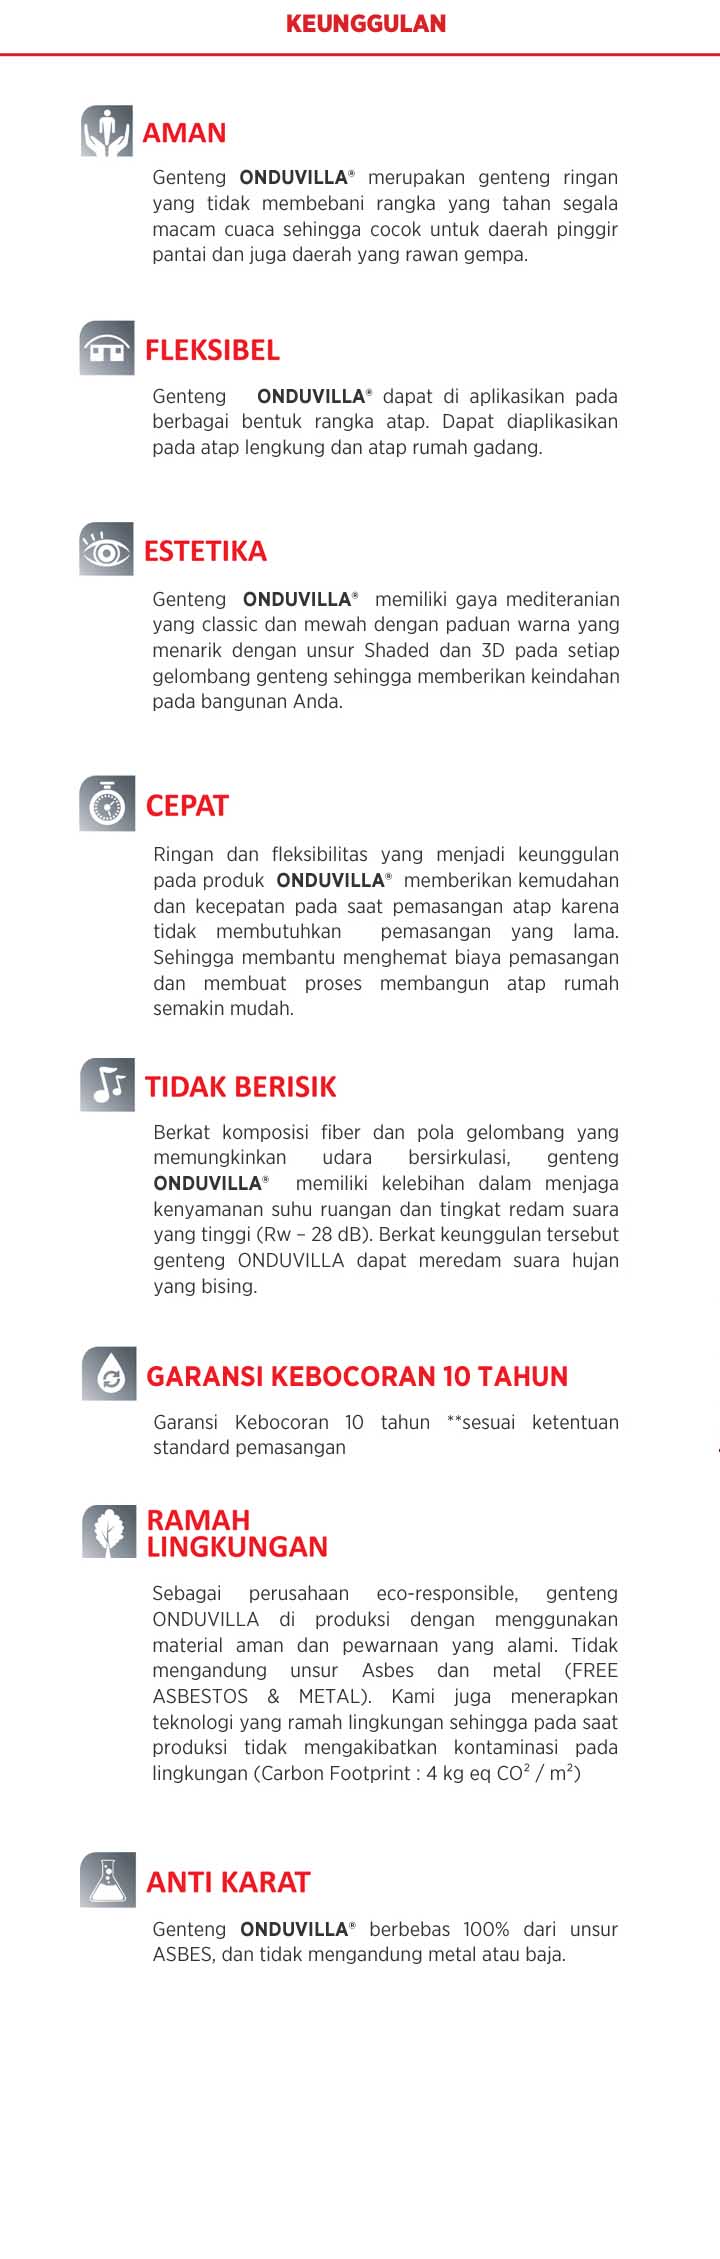 KEUNGGULAN
AMAN
Genteng ONDUVILLA® merupakan genteng ringan
yang tidak membebani rangka yang tahan segala
macam cuaca sehingga cocok untuk daerah pinggir
pantai dan juga daerah yang rawan gempa.
FLEKSIBEL
Genteng ONDUVILLA® dapat di aplikasikan pada
berbagai bentuk rangka atap. Dapat diaplikasikan
pada atap lengkung dan atap rumah gadang.
ESTETIKA
Genteng ONDUVILLA® memiliki gaya mediteranian
yang classic dan mewah dengan paduan warna yang
menarik dengan unsur Shaded dan 3D pada setiap
gelombang genteng sehingga memberikan keindahan
pada bangunan Anda.
CEPAT
Ringan dan fleksibilitas yang menjadi keunggulan
pada produk ONDUVILLA® memberikan kemudahan
dan kecepatan pada saat pemasangan atap karena
tidak membutuhkan pemasangan yang lama.
Sehingga membantu menghemat biaya pemasangan
dan membuat proses membangun atap rumah
semakin mudah.
TIDAK BERISIK
Berkat komposisi fiber dan pola gelombang yang
memungkinkan udara bersirkulasi, genteng
ONDUVILLA® memiliki kelebihan dalam menjaga
kenyamanan suhu ruangan dan tingkat redam suara
yang tinggi (Rw – 28 dB). Berkat keunggulan tersebut
genteng ONDUVILLA dapat meredam suara hujan
yang bising.
GARANSI KEBOCORAN 10 TAHUN
Garansi Kebocoran 10 tahun **sesuai ketentuan
standard pemasangan
RAMAH
LINGKUNGAN
Sebagai perusahaan eco-responsible, genteng
ONDUVILLA di produksi dengan menggunakan
material aman dan pewarnaan yang alami. Tidak
mengandung unsur Asbes dan metal (FREE
ASBESTOS & METAL). Kami juga menerapkan
teknologi yang ramah lingkungan sehingga pada saat
produksi tidak mengakibatkan kontaminasi pada
lingkungan (Carbon Footprint : 4 kg eq CO² / m²)
ANTI KARAT
Genteng ONDUVILLA® berbebas 100% dari unsur
ASBES, dan tidak mengandung metal atau baja.